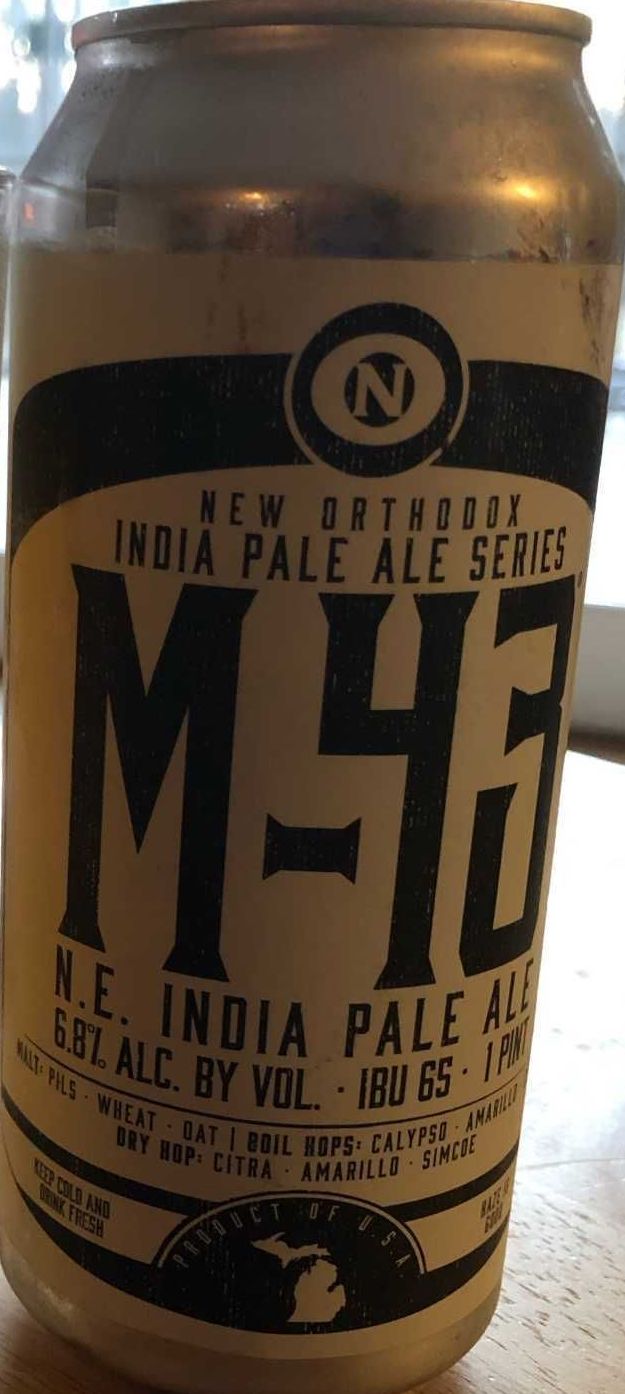 N
NEW ORTHODOX
INDIA PALE ALE SERIES
M-43
N.E. INDIA PALE ALE
6.8% ALC. BY VOL. · IBU 65 · 1 PINT
MALT: PILS · WHEAT · OAT | BOIL HOPS: CALYPSO · AMARILLO
DRY HOP: CITRA · AMARILLO · SIMCOE
KEEP COLD AND
DRINK FRESH
HAZE
PRODUCT OF U.S.A